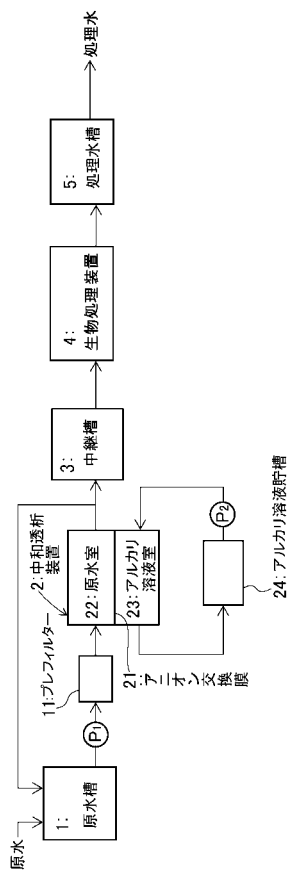 原水
1:
原水槽
P1
11:プレフィルター
2:中和透析
装置
22:原水室
23:アルカリ
溶液室
21:アニオン交換
膜
P2
24:アルカリ溶液貯槽
3:
中継槽
4:
生物処理装置
5:
処理水槽
処理水